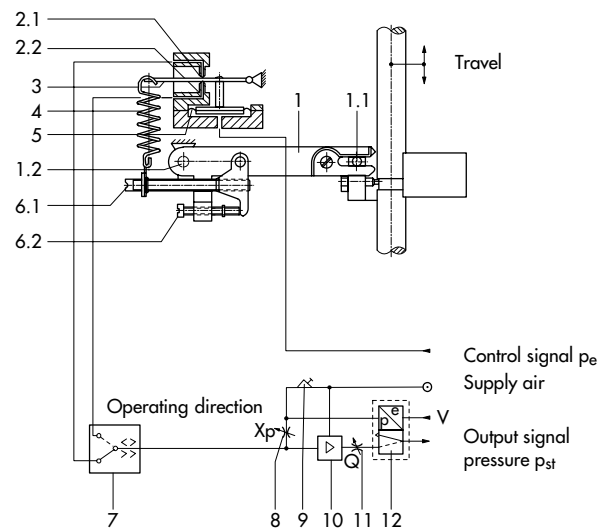 2.1
2.2
3
4
5
1.2
6.1
6.2
1
1.1
Travel
Control signal pe
Supply air
Operating direction
Xp
< >
> >
Q
e
p
V
Output signal
pressure pst
7
8
9
10
11
12